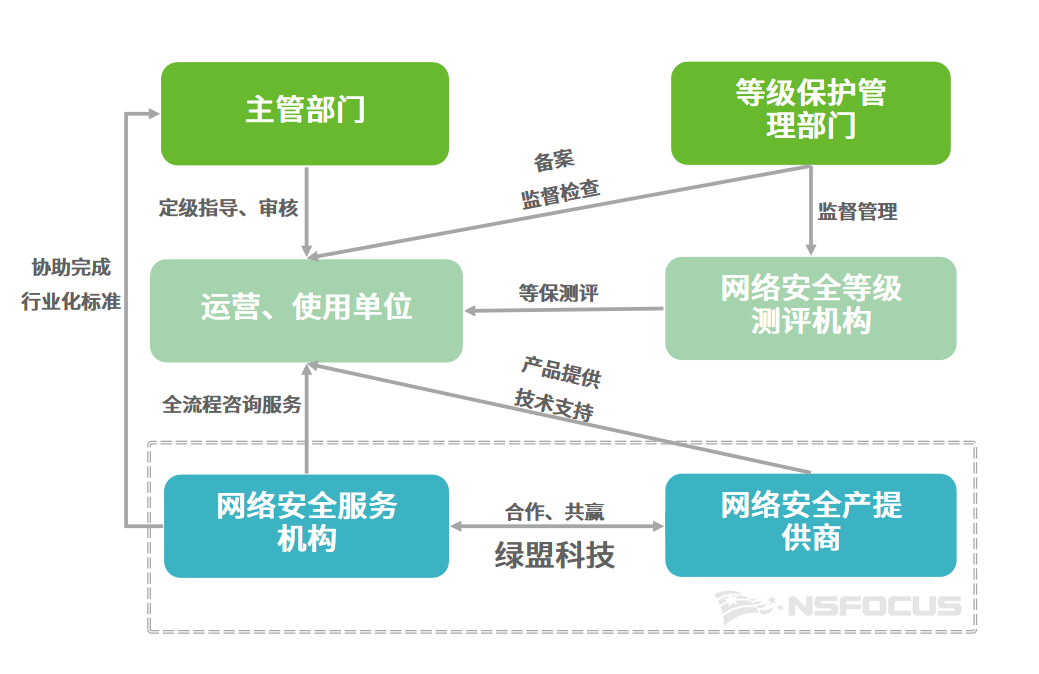 主管部门
等级保护管
理部门
备案
监督检查
定级指导、审核
监督管理
协助完成
行业化标准
运营、使用单位
等保测评
网络安全等级
测评机构
产品提供
技术支持
全流程咨询服务
网络安全服务
机构
合作、共赢
绿盟科技
网络安全产提
供商
NSFOCUS